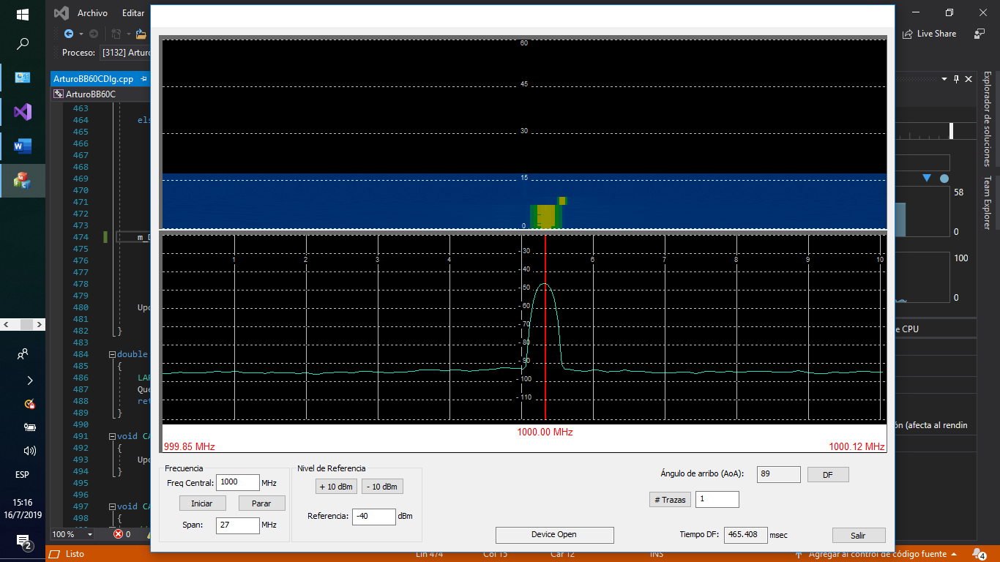 Archivo
Editar
Live Share
Proceso:
[3132] Arturo
ArturoBB60CDlg.cpp
ArturoBB60C
463
464
465
466
467
468
469
470
471
472
473
474
475
476
477
478
479
480
481
482
483
484
485
486
487
488
489
490
491
492
493
494
495
496
497
els
m_D
Upd
}
double
{
LAR
Que
ret
}
void CA
{
Upd
}
void CA
{
60
45
30
15
0
1
2
3
4
6
7
8
9
10
- 30
- 40
- 50
- 60
- 70
- 80
- 90
- 100
- 110
1000.00 MHz
999.85 MHz
1000.12 MHz
Frecuencia
Freq Central:
1000
MHz
Iniciar
Parar
Span:
27
MHz
Nivel de Referencia
+ 10 dBm
- 10 dBm
Referencia:
-40
dBm
Device Open
Ángulo de arribo (AoA):
89
DF
# Trazas
1
Tiempo DF:
465.408
msec
Salir
Explorador de soluciones
Team Explorer
58
0
100
0
e CPU
ón (afecta al rendin
100 %
0
Listo
Lín 474
Col 15
Car 12
INS
Agregar al control de código fuente
4
ESP
15:16
16/7/2019
2